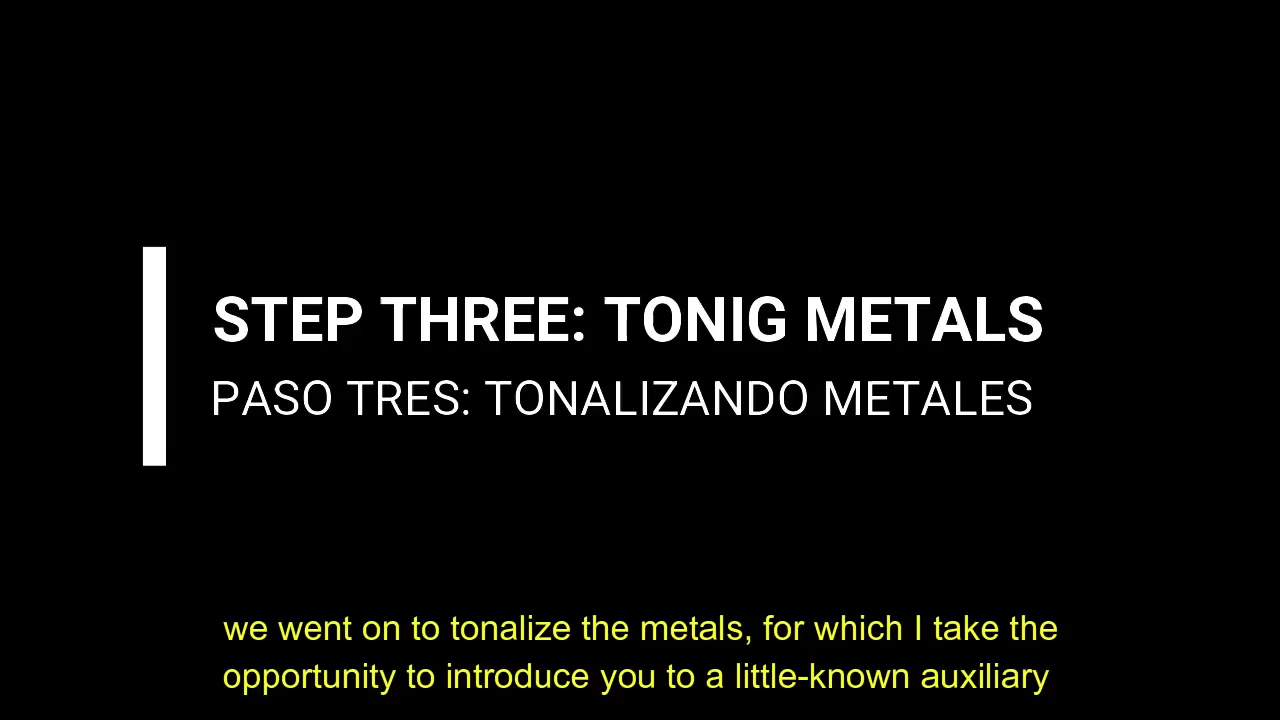 STEP THREE: TONIG METALS
PASO TRES: TONALIZANDO METALES
we went on to tonalize the metals, for which I take the
opportunity to introduce you to a little-known auxiliary